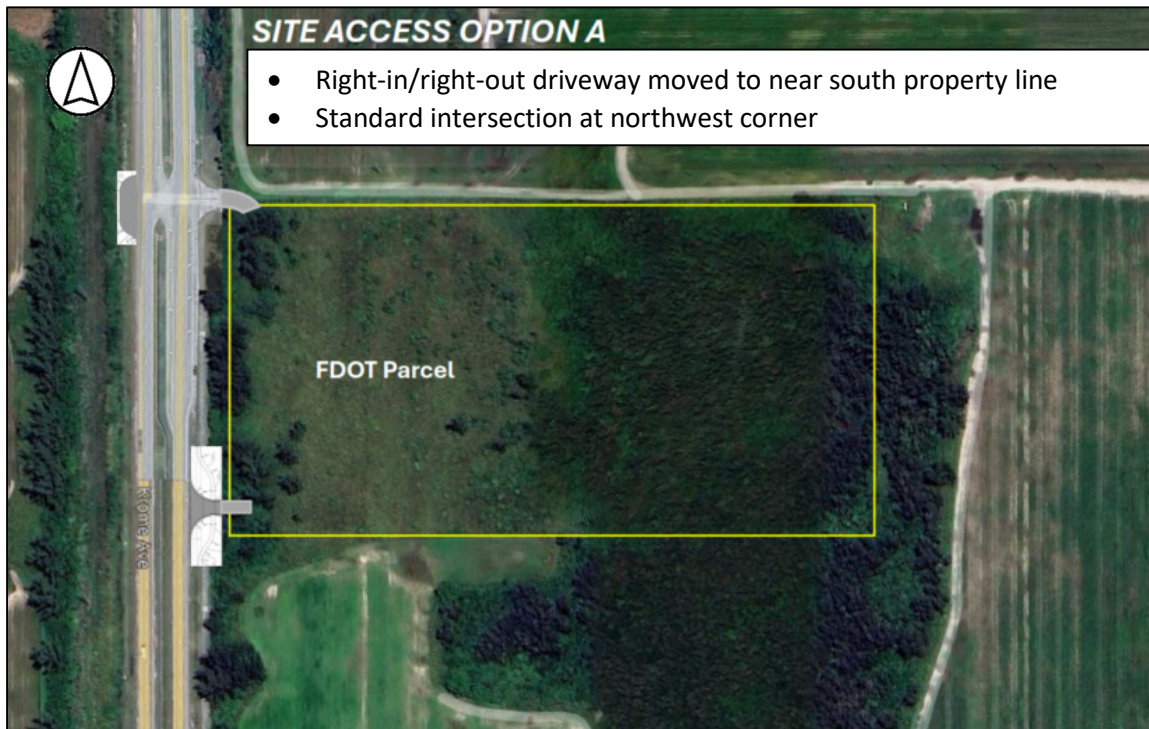 SITE ACCESS OPTION A
• Right-in/right-out driveway moved to near south property line
• Standard intersection at northwest corner
FDOT Parcel
Krome Ave